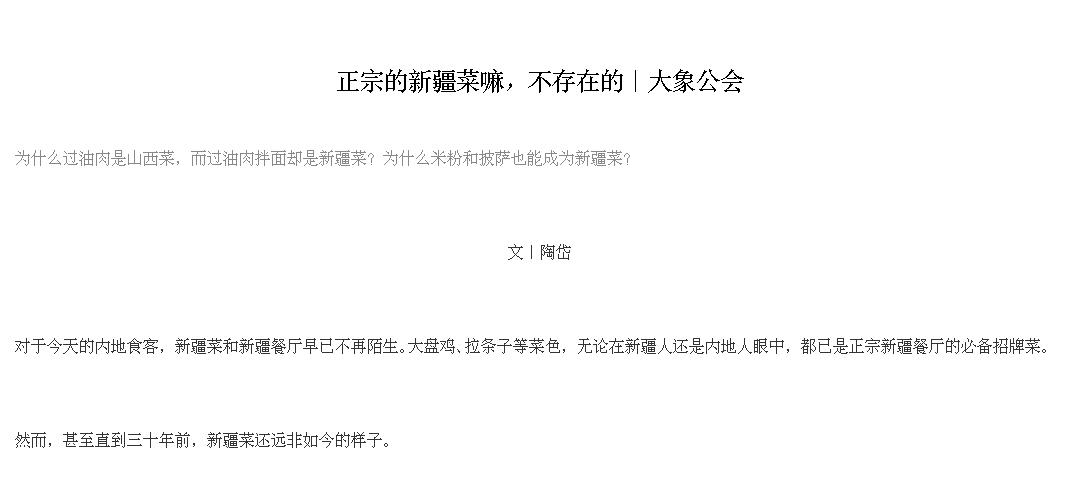 正宗的新疆菜嘛，不存在的｜大象公会
为什么过油肉是山西菜，而过油肉拌面却是新疆菜？为什么米粉和披萨也能成为新疆菜？
文｜陶岱
对于今天的内地食客，新疆菜和新疆餐厅早已不再陌生。大盘鸡、拉条子等菜色，无论在新疆人还是内地人眼中，都已是正宗新疆餐厅的必备招牌菜。
然而，甚至直到三十年前，新疆菜还远非如今的样子。